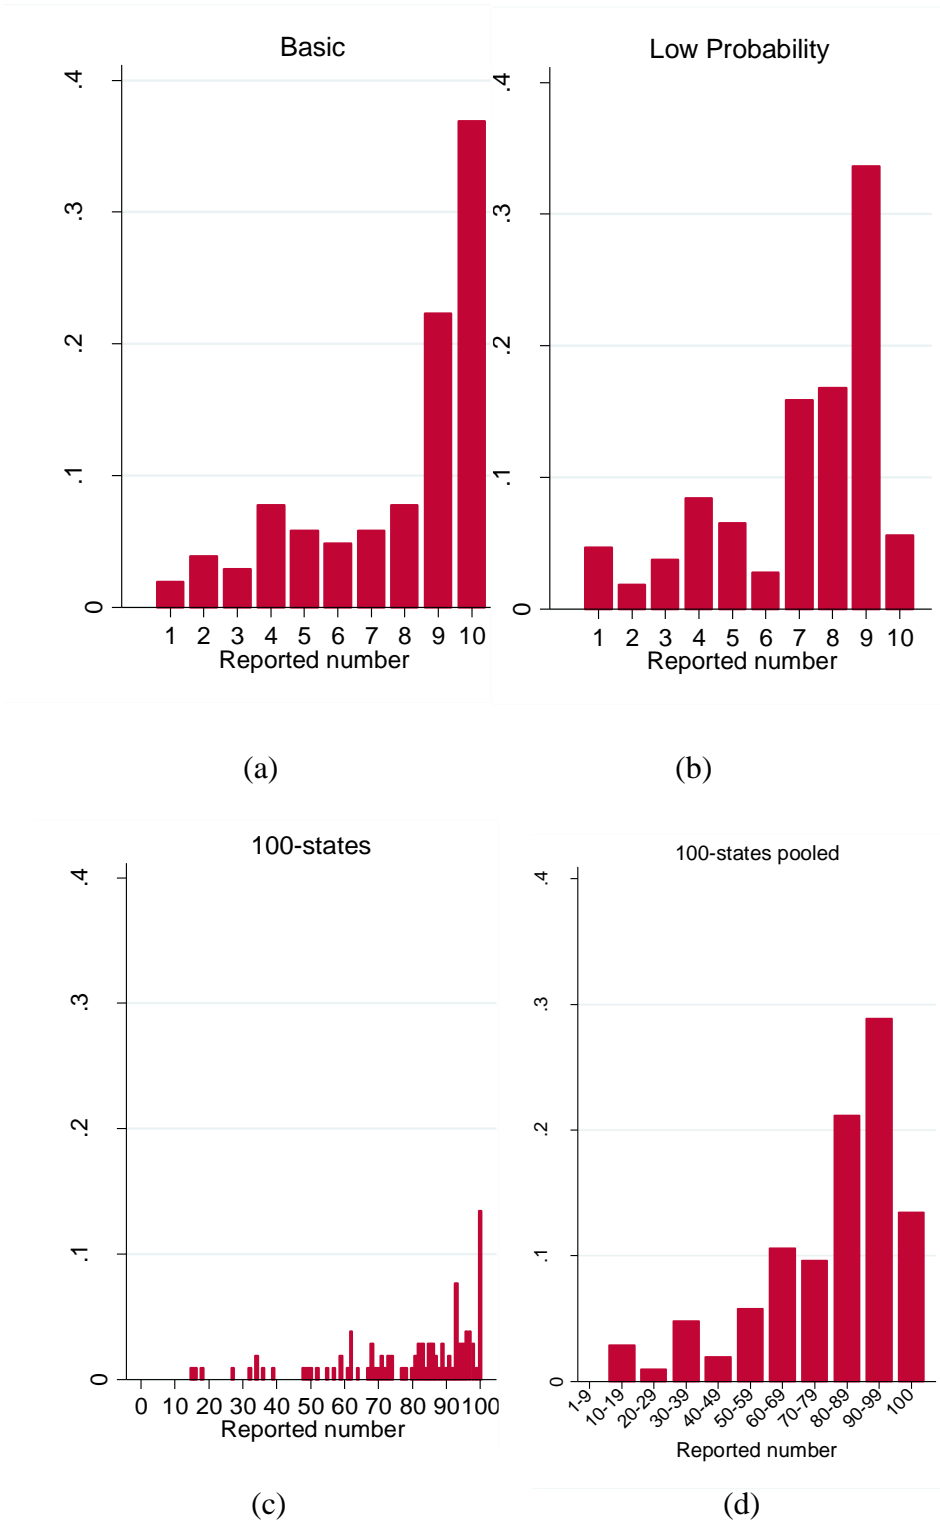 Basic
.4
.3
.2
.1
0
1 2 3 4 5 6 7 8 9 10
Reported number
(a)
Low Probability
.4
.3
.2
.1
0
1 2 3 4 5 6 7 8 9 10
Reported number
(b)
100-states
.4
.3
.2
.1
0
0 10 20 30 40 50 60 70 80 90 100
Reported number
(c)
100-states pooled
.4
.3
.2
.1
0
1-9 10-19 20-29 30-39 40-49 50-59 60-69 70-79 80-89 90-99 100
Reported number
(d)